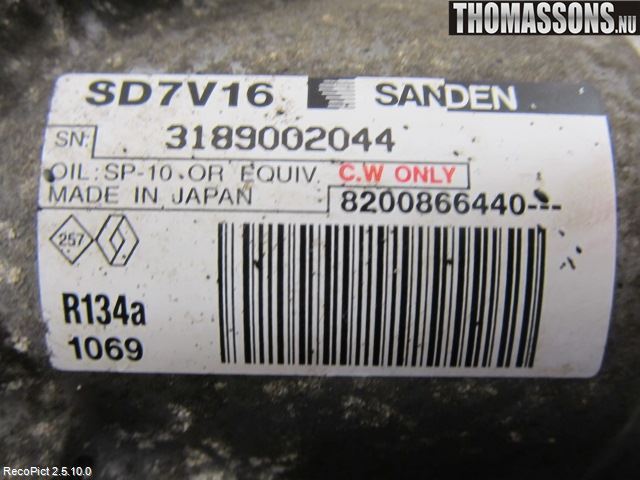 THOMASSONS.NU
SD7V16 SANDEN
SN: 3189002044
OIL:SP-10 OR EQUIV. C.W ONLY
MADE IN JAPAN 8200866440---
257
R134a
1069
RecoPict 2.5.10.0